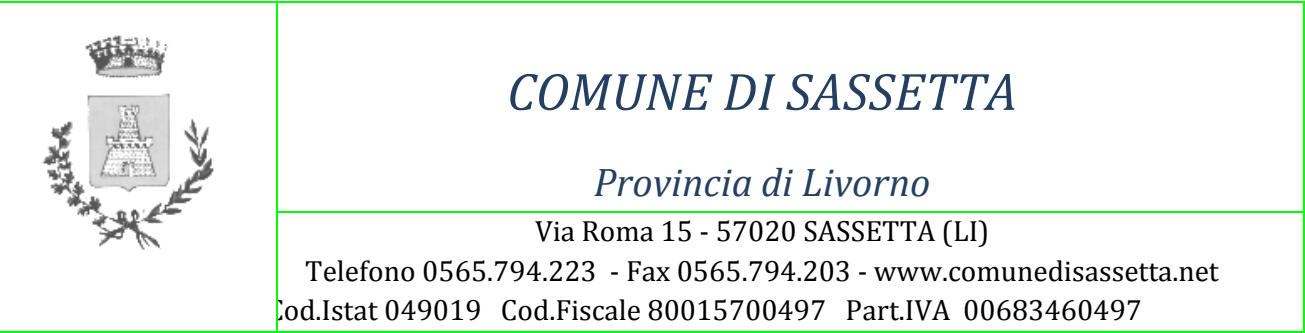 COMUNE DI SASSETTA
Provincia di Livorno
Via Roma 15 - 57020 SASSETTA (LI)
Telefono 0565.794.223 - Fax 0565.794.203 - www.comunedisassetta.net
Cod.Istat 049019 Cod.Fiscale 80015700497 Part.IVA 00683460497